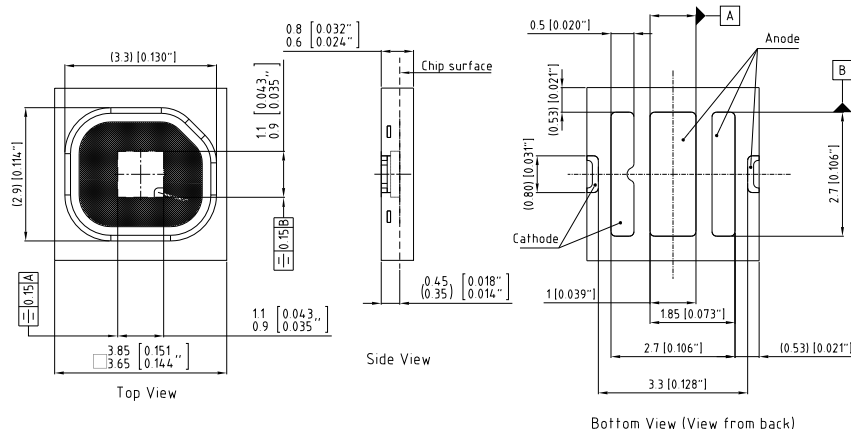 (3.3) [0.130"]
(2.9) [0.114"]
1.1 [0.043
0.9 0.035"]
0.15 B
0.15 A
1.1 [0.043
0.9 0.035"]
□3.85 [0.151
3.65 0.144"]
Top View
0.8 [0.032"
0.6 0.024"]
Chip surface
0.45 [0.018"
(0.35) 0.014"]
Side View
0.5 [0.020"]
A
Anode
B
(0.53) [0.021"]
(0.80) [0.031"]
2.7 [0.106"]
Cathode
1 [0.039"]
1.85 [0.073"]
2.7 [0.106"]
(0.53) [0.021"]
3.3 [0.128"]
Bottom View (View from back)